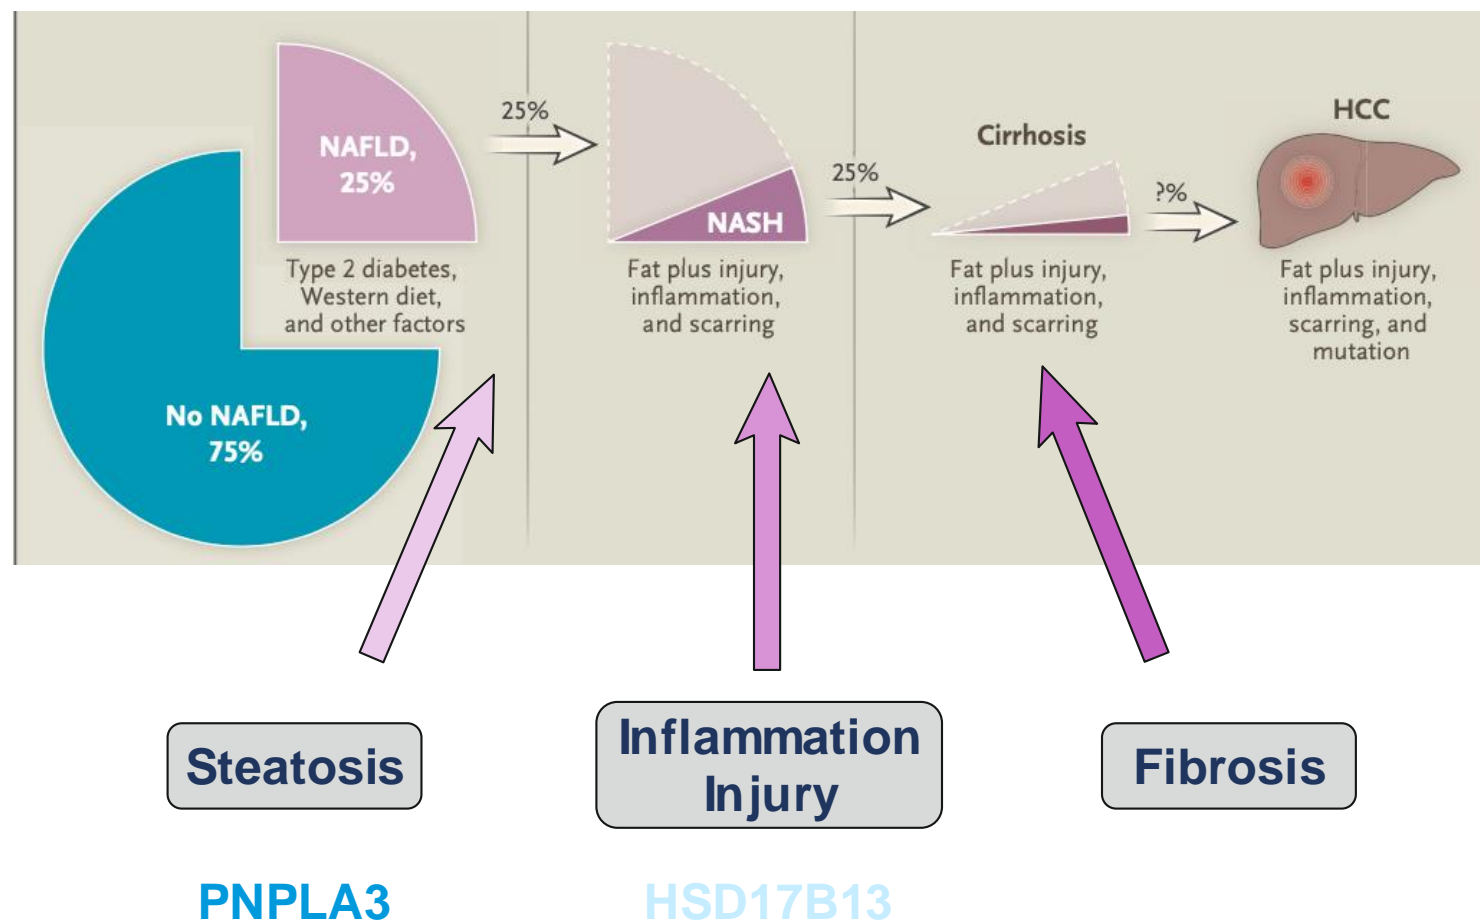 NAFLD,
25%
Type 2 diabetes,
Western diet,
and other factors
No NAFLD,
75%
25%
NASH
Fat plus injury,
inflammation,
and scarring
25%
Cirrhosis
Fat plus injury,
inflammation,
and scarring
?%
HCC
Fat plus injury,
inflammation,
scarring, and
mutation
Steatosis
Inflammation
Injury
Fibrosis
PNPLA3
HSD17B13